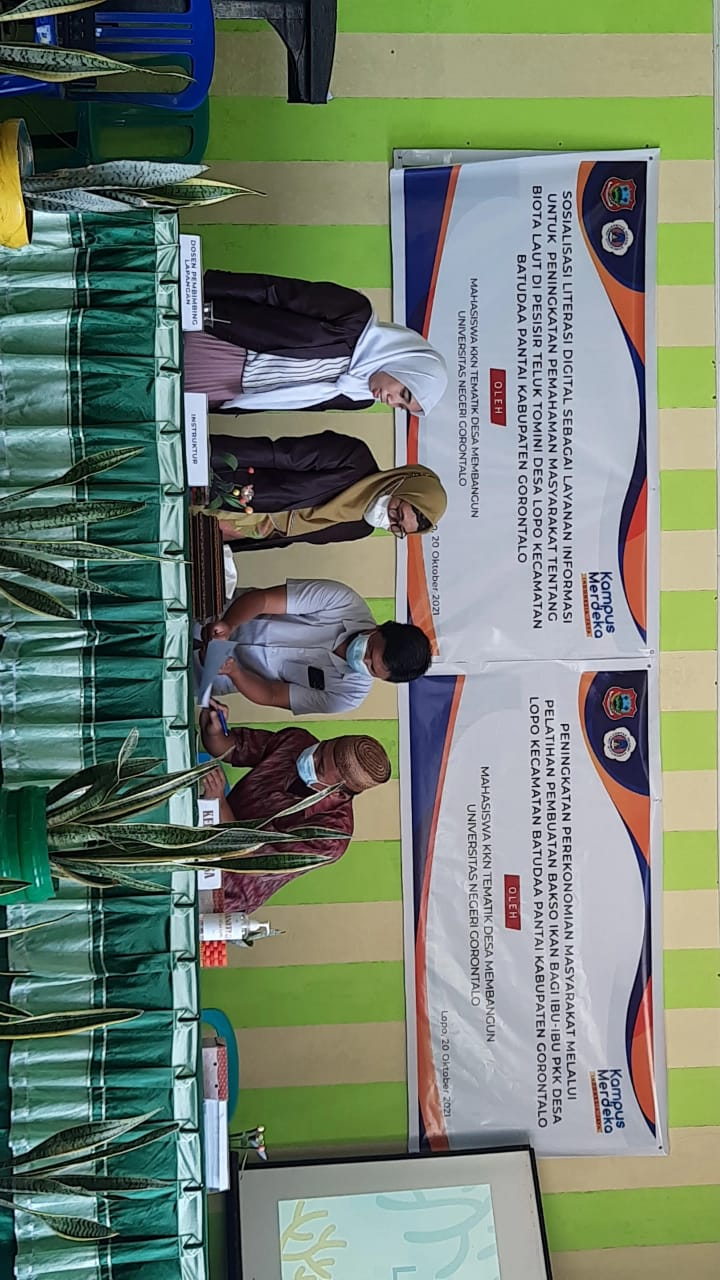 SOSIALISASI LITERASI DIGITAL SEBAGAI LAYANAN INFORMASI
UNTUK PENINGKATAN PEMAHAMAN MASYARAKAT TENTANG
BIOTA LAUT DI PESISIR TELUK TOMINI DESA LOPO KECAMATAN
BATUDAA PANTAI KABUPATEN GORONTALO
OLEH
MAHASISWA KKN TEMATIK DESA MEMBANGUN
UNIVERSITAS NEGERI GORONTALO
20 Oktober 2021
Kampus
Merdeka
INDONESIA JAYA
PENINGKATAN PEREKONOMIAN MASYARAKAT MELALUI
PELATIHAN PEMBUATAN BAKSO IKAN BAGI IBU-IBU PKK DESA
LOPO KECAMATAN BATUDAA PANTAI KABUPATEN GORONTALO
OLEH
MAHASISWA KKN TEMATIK DESA MEMBANGUN
UNIVERSITAS NEGERI GORONTALO
Lopo, 20 Oktober 2021
Kampus
Merdeka
INDONESIA JAYA
DOSEN PEMBIMBING
LAPANGAN
INSTRUKTUR